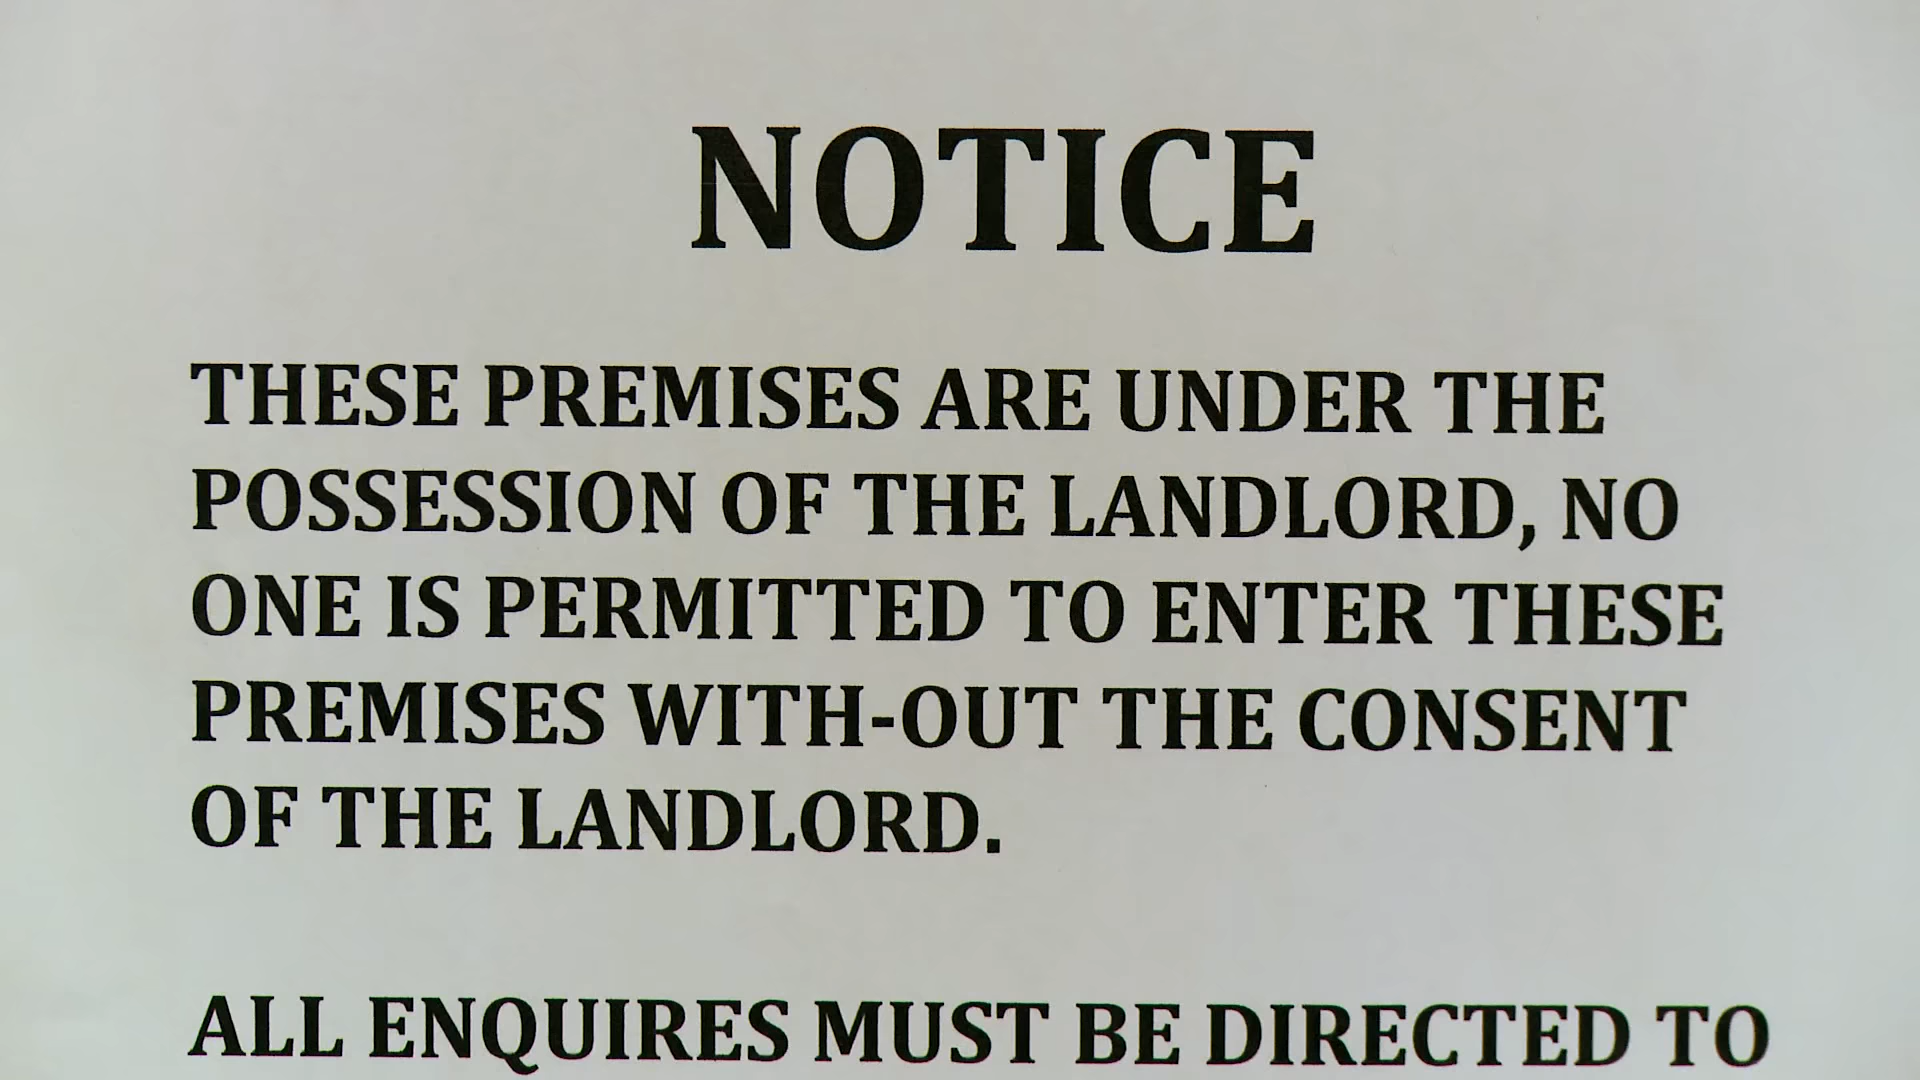 NOTICE
THESE PREMISES ARE UNDER THE
POSSESSION OF THE LANDLORD, NO
ONE IS PERMITTED TO ENTER THESE
PREMISES WITH-OUT THE CONSENT
OF THE LANDLORD.
ALL ENQUIRES MUST BE DIRECTED TO